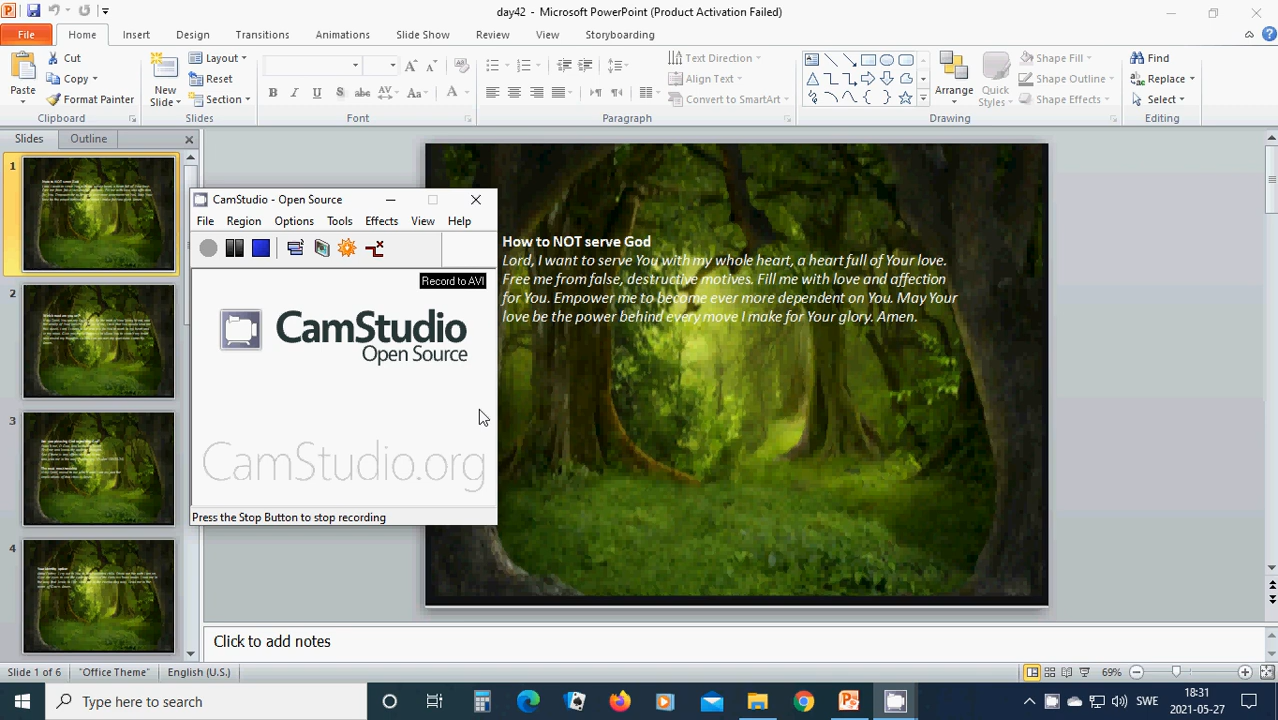 day42 - Microsoft PowerPoint (Product Activation Failed)
File Home Insert Design Transitions Animations Slide Show Review View Storyboarding
Paste
Cut
Copy
Format Painter
Clipboard
New Slide
Layout
Reset
Section
Slides
B I U S abc AV Aa A
Font
Text Direction
Align Text
Convert to SmartArt
Paragraph
Arrange
Quick Styles
Shape Fill
Shape Outline
Shape Effects
Drawing
Find
Replace
Select
Editing
Slides Outline
1
2
3
4
CamStudio - Open Source
File Region Options Tools Effects View Help
Record to AVI
CamStudio
Open Source
CamStudio.org
Press the Stop Button to stop recording
How to NOT serve God
Lord, I want to serve You with my whole heart, a heart full of Your love.
Free me from false, destructive motives. Fill me with love and affection
for You. Empower me to become ever more dependent on You. May Your
love be the power behind every move I make for Your glory. Amen.
Click to add notes
Slide 1 of 6 "Office Theme" English (U.S.) 69%
Type here to search
SWE
18:31
2021-05-27